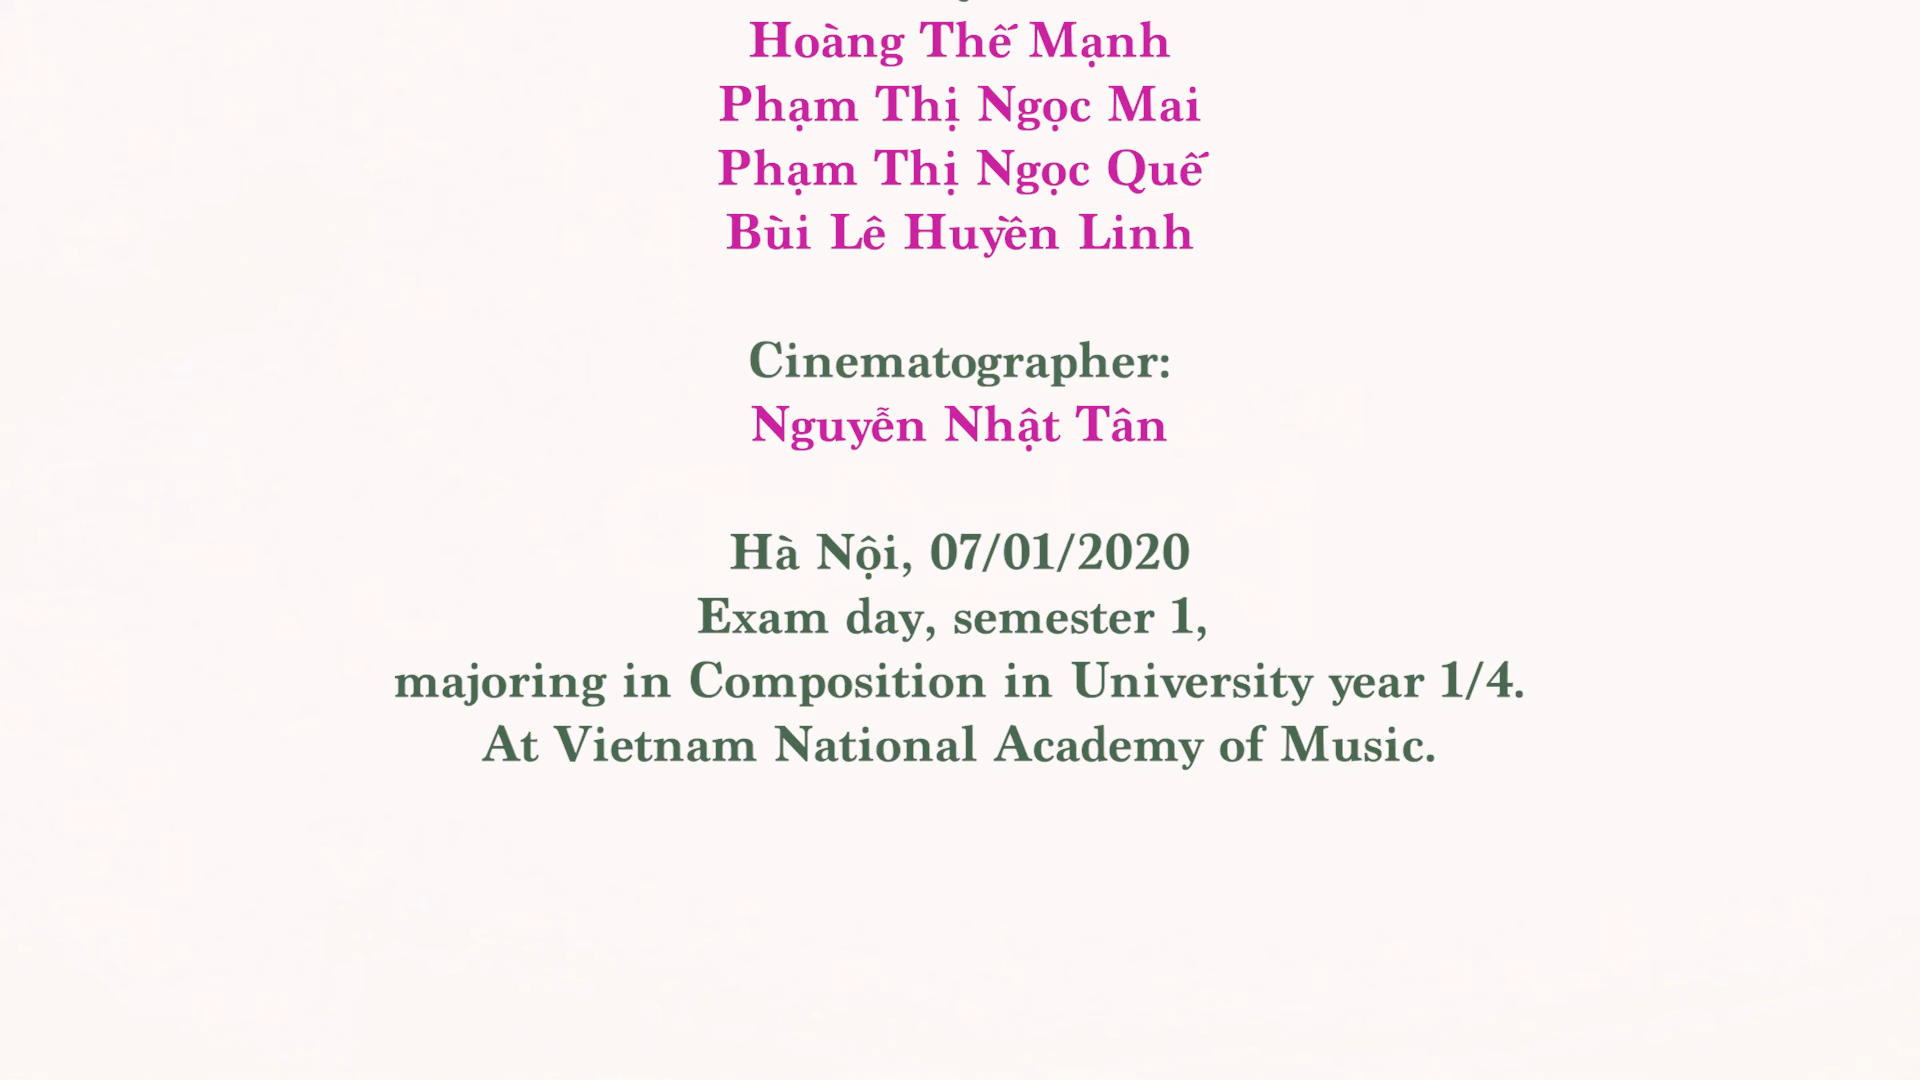 Hoàng Thế Mạnh
Phạm Thị Ngọc Mai
Phạm Thị Ngọc Quế
Bùi Lê Huyền Linh
Cinematographer:
Nguyễn Nhật Tân
Hà Nội, 07/01/2020
Exam day, semester 1,
majoring in Composition in University year 1/4.
At Vietnam National Academy of Music.